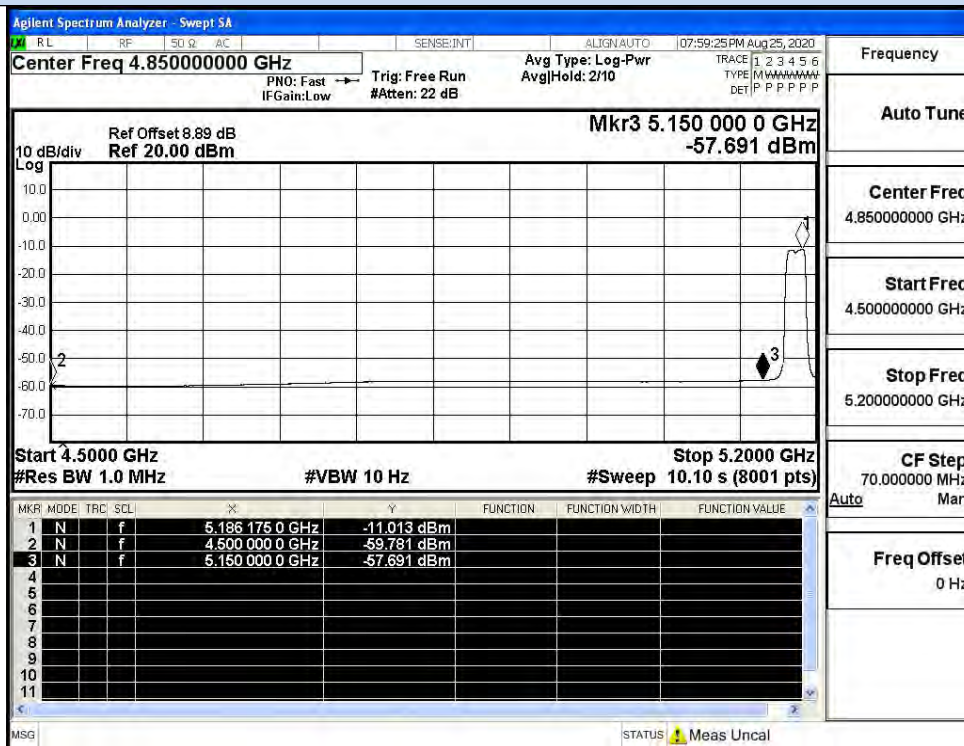 Agilent Spectrum Analyzer - Swept SA
LXI RL RF 50 Ω AC SENSE:INT ALIGNAUTO 07:59:25 PM Aug 25, 2020
Center Freq 4.850000000 GHz
PNO: Fast
IFGain:Low
Trig: Free Run
#Atten: 22 dB
Avg Type: Log-Pwr
Avg|Hold: 2/10
TRACE 1 2 3 4 5 6
TYPE M WWWWW
DET P P P P P P
Mkr3 5.150 000 0 GHz
-57.691 dBm
Ref Offset 8.89 dB
10 dB/div Ref 20.00 dBm
Log
10.0
0.00
-10.0
-20.0
-30.0
-40.0
-50.0
-60.0
-70.0
1
2
3
Start 4.5000 GHz Stop 5.2000 GHz
#Res BW 1.0 MHz #VBW 10 Hz #Sweep 10.10 s (8001 pts)
MKR MODE TRC SCL X Y FUNCTION FUNCTION WIDTH FUNCTION VALUE
1 N f 5.186 175 0 GHz -11.013 dBm
2 N f 4.500 000 0 GHz -59.781 dBm
3 N f 5.150 000 0 GHz -57.691 dBm
4
5
6
7
8
9
10
11
MSG STATUS Meas Uncal
Frequency
Auto Tune
Center Freq
4.850000000 GHz
Start Freq
4.500000000 GHz
Stop Freq
5.200000000 GHz
CF Step
70.000000 MHz
Auto Man
Freq Offset
0 Hz